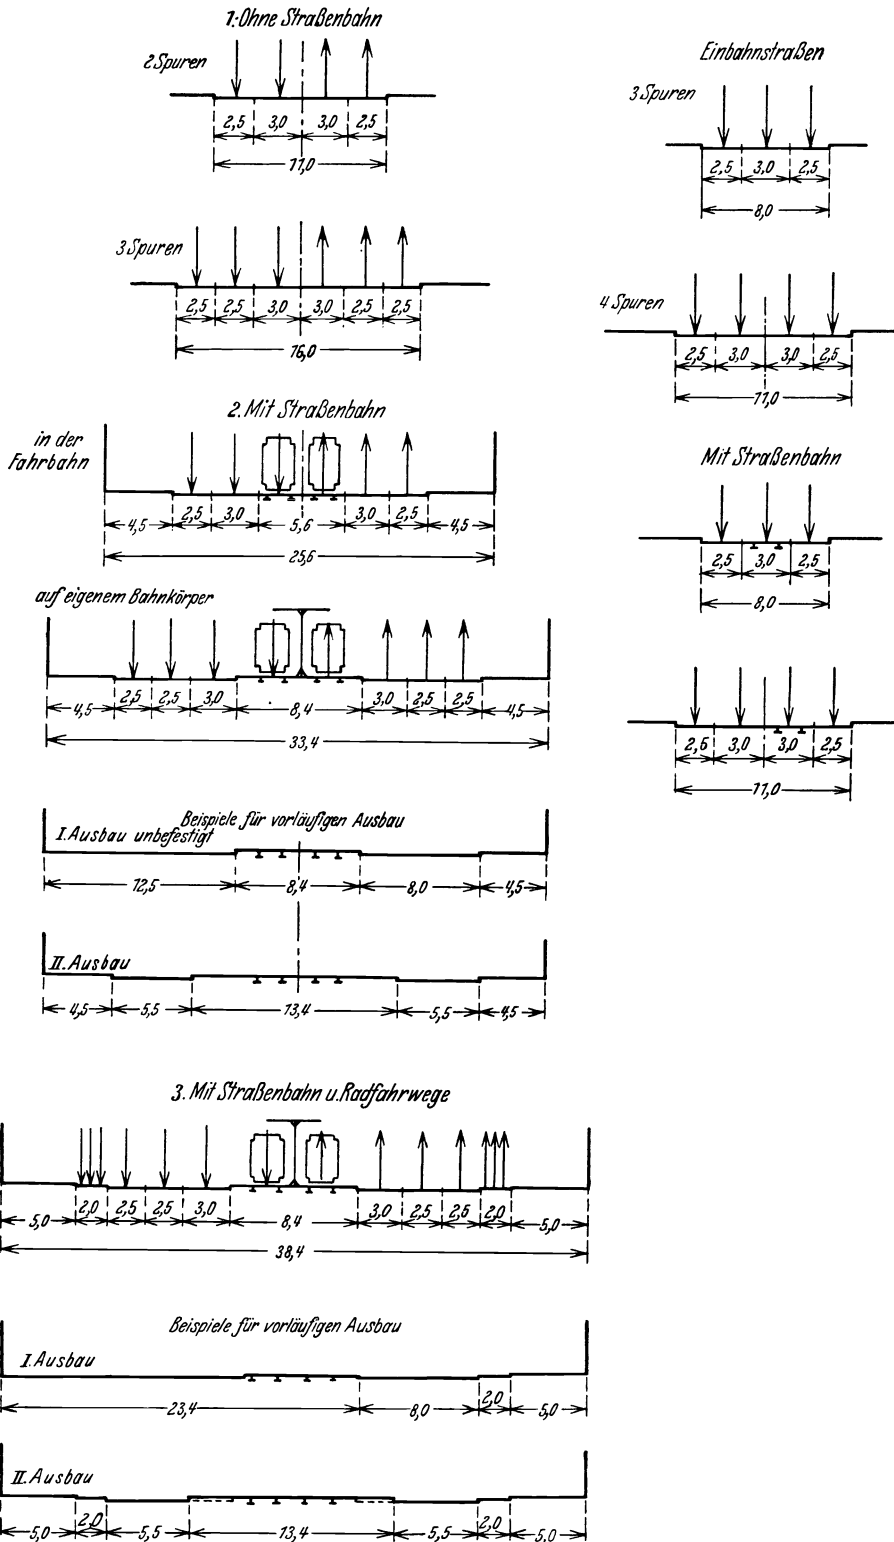 1. Ohne Straßenbahn
2 Spuren
2,5 3,0 3,0 2,5
11,0
3 Spuren
2,5 2,5 3,0 3,0 2,5 2,5
16,0
2. Mit Straßenbahn
in der
Fahrbahn
4,5 2,5 3,0 5,6 3,0 2,5 4,5
25,6
auf eigenem Bahnkörper
4,5 2,5 2,5 3,0 8,4 3,0 2,5 2,5 4,5
33,4
Beispiele für vorläufigen Ausbau
I. Ausbau unbefestigt
12,5 8,4 8,0 4,5
II. Ausbau
4,5 5,5 13,4 5,5 4,5
3. Mit Straßenbahn u. Radfahrwege
5,0 2,0 2,5 2,5 3,0 8,4 3,0 2,5 2,5 2,0 5,0
38,4
Beispiele für vorläufigen Ausbau
I. Ausbau
23,4 8,0 2,0 5,0
II. Ausbau
5,0 2,0 5,5 13,4 5,5 2,0 5,0
Einbahnstraßen
3 Spuren
2,5 3,0 2,5
8,0
4 Spuren
2,5 3,0 3,0 2,5
11,0
Mit Straßenbahn
2,5 3,0 2,5
8,0
2,5 3,0 3,0 2,5
11,0